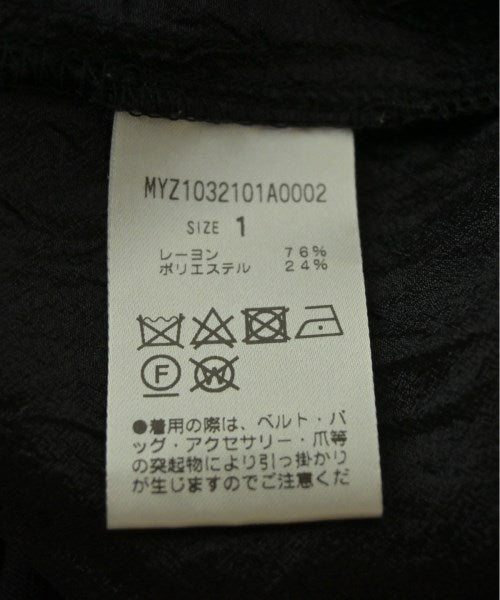 MYZ1032101A0002
SIZE 1
レーヨン 76%
ポリエステル 24%
F
W
●着用の際は、ベルト・バ
ッグ・アクセサリー・爪等
の突起物により引っ掛かり
が生じますのでご注意くだ